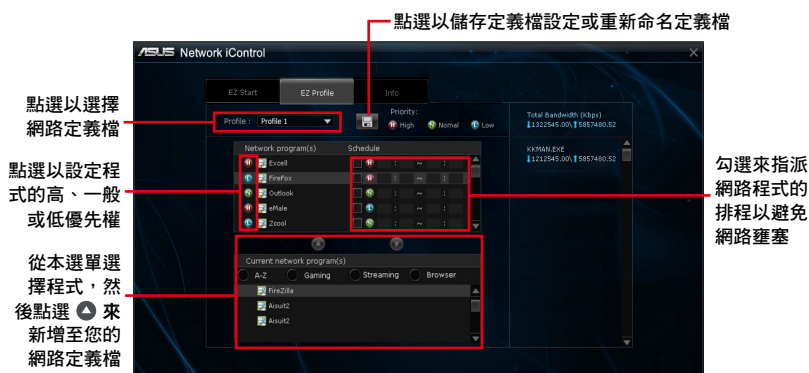 點選以儲存定義檔設定或重新命名定義檔
ASUS Network iControl
EZ Start
EZ Profile
Info
點選以選擇
網路定義檔
Profile :
Profile 1
Priority:
High
Nomal
Low
Total Bandwidth (Kbps)
1322545.00\ 5857480.52
KKMAN.EXE
1212545.00\ 5857480.52
點選以設定程
式的高、一般
或低優先權
Network program(s)
Schedule
H Excell H : ~ :
L FireFox H : ~ :
N Outlook N : ~ :
H eMale L : ~ :
L Zcool N : ~ :
勾選來指派
網路程式的
排程以避免
網路壅塞
從本選單選
擇程式,然
後點選 來
新增至您的
網路定義檔
Current network program(s)
A-Z
Gaming
Streaming
Browser
FireZilla
Aisuit2
Aisuit2